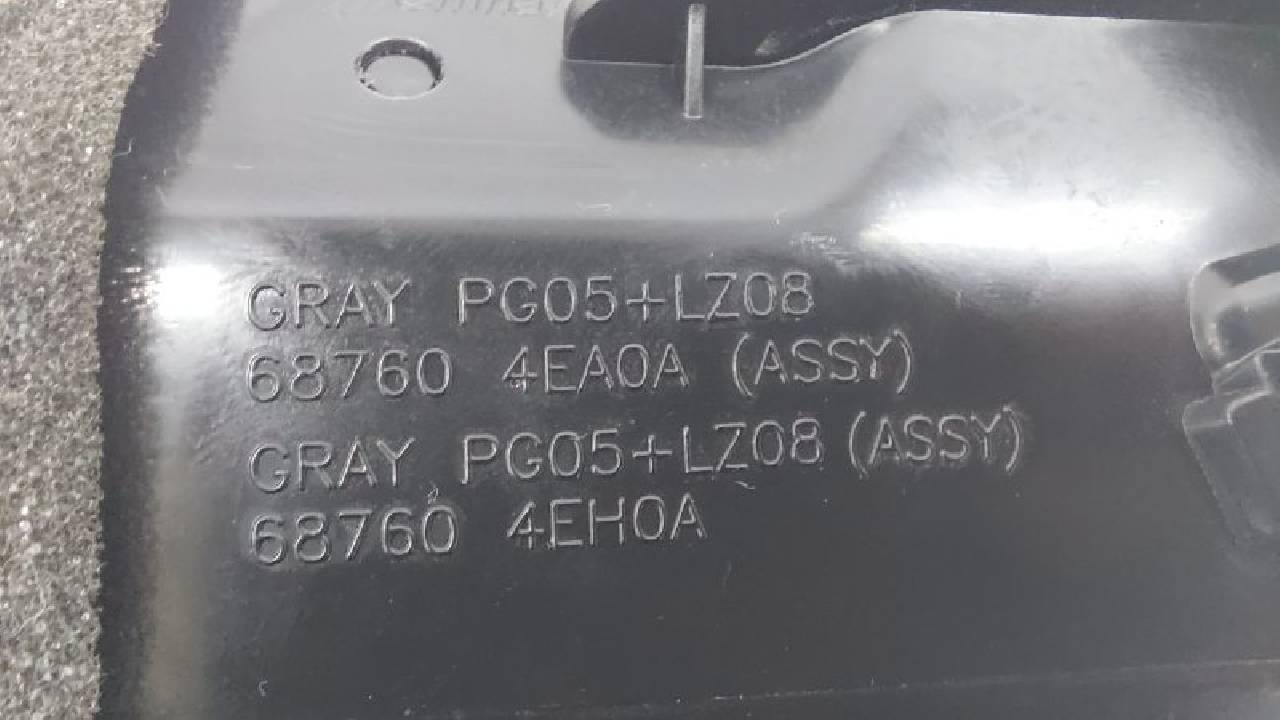 GRAY PG05+LZ08
68760 4EA0A (ASSY)
GRAY PG05+LZ08 (ASSY)
68760 4EH0A